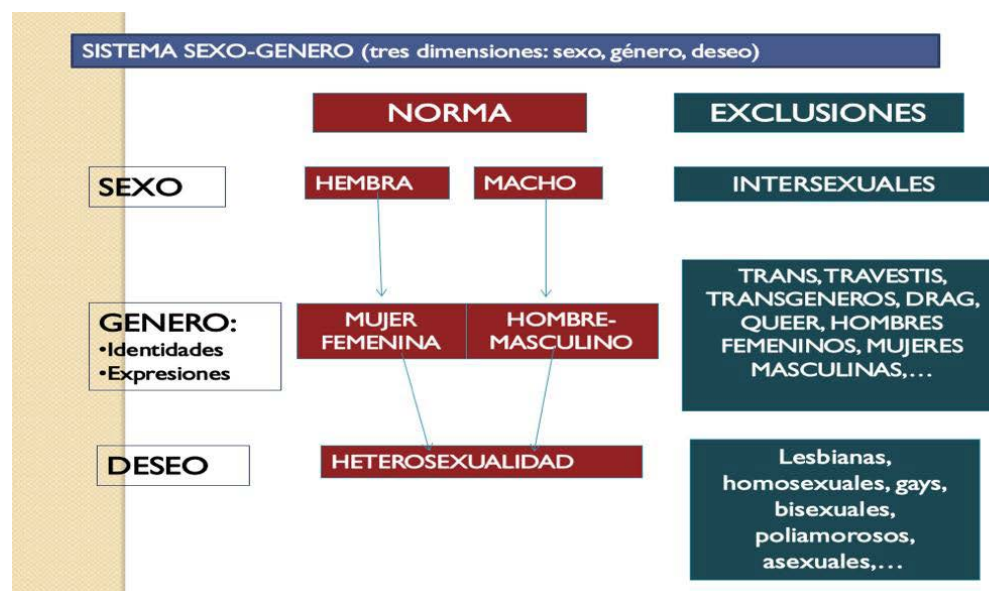 SISTEMA SEXO-GENERO (tres dimensiones: sexo, género, deseo)
NORMA
EXCLUSIONES
SEXO
HEMBRA
MACHO
INTERSEXUALES
GENERO:
•Identidades
•Expresiones
MUJER
FEMENINA
HOMBRE-
MASCULINO
TRANS, TRAVESTIS,
TRANSGENEROS, DRAG,
QUEER, HOMBRES
FEMENINOS, MUJERES
MASCULINAS,…
DESEO
HETEROSEXUALIDAD
Lesbianas,
homosexuales, gays,
bisexuales,
poliamorosos,
asexuales,…